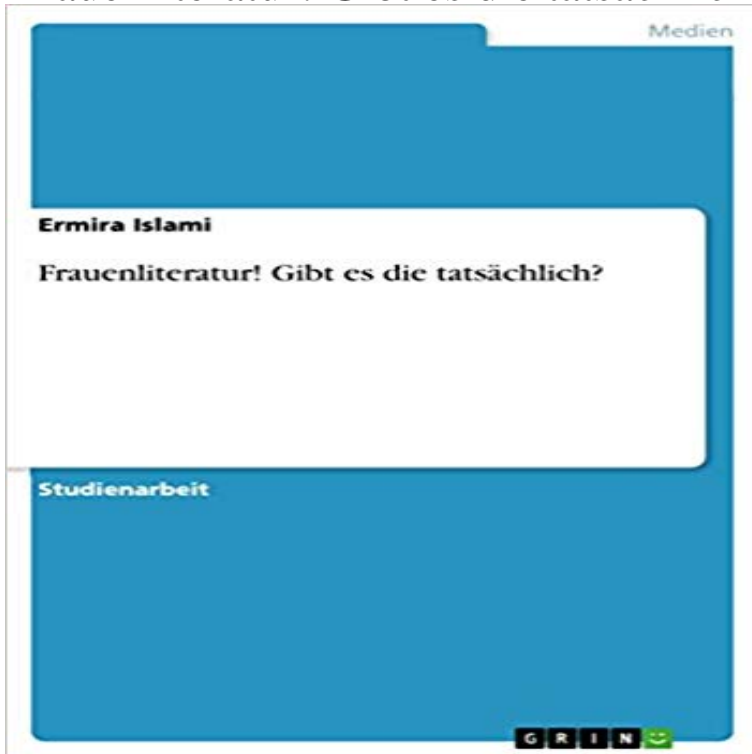 Medien
Ermira Islami
Frauenliteratur! Gibt es die tatsächlich?
Studienarbeit
GRIN